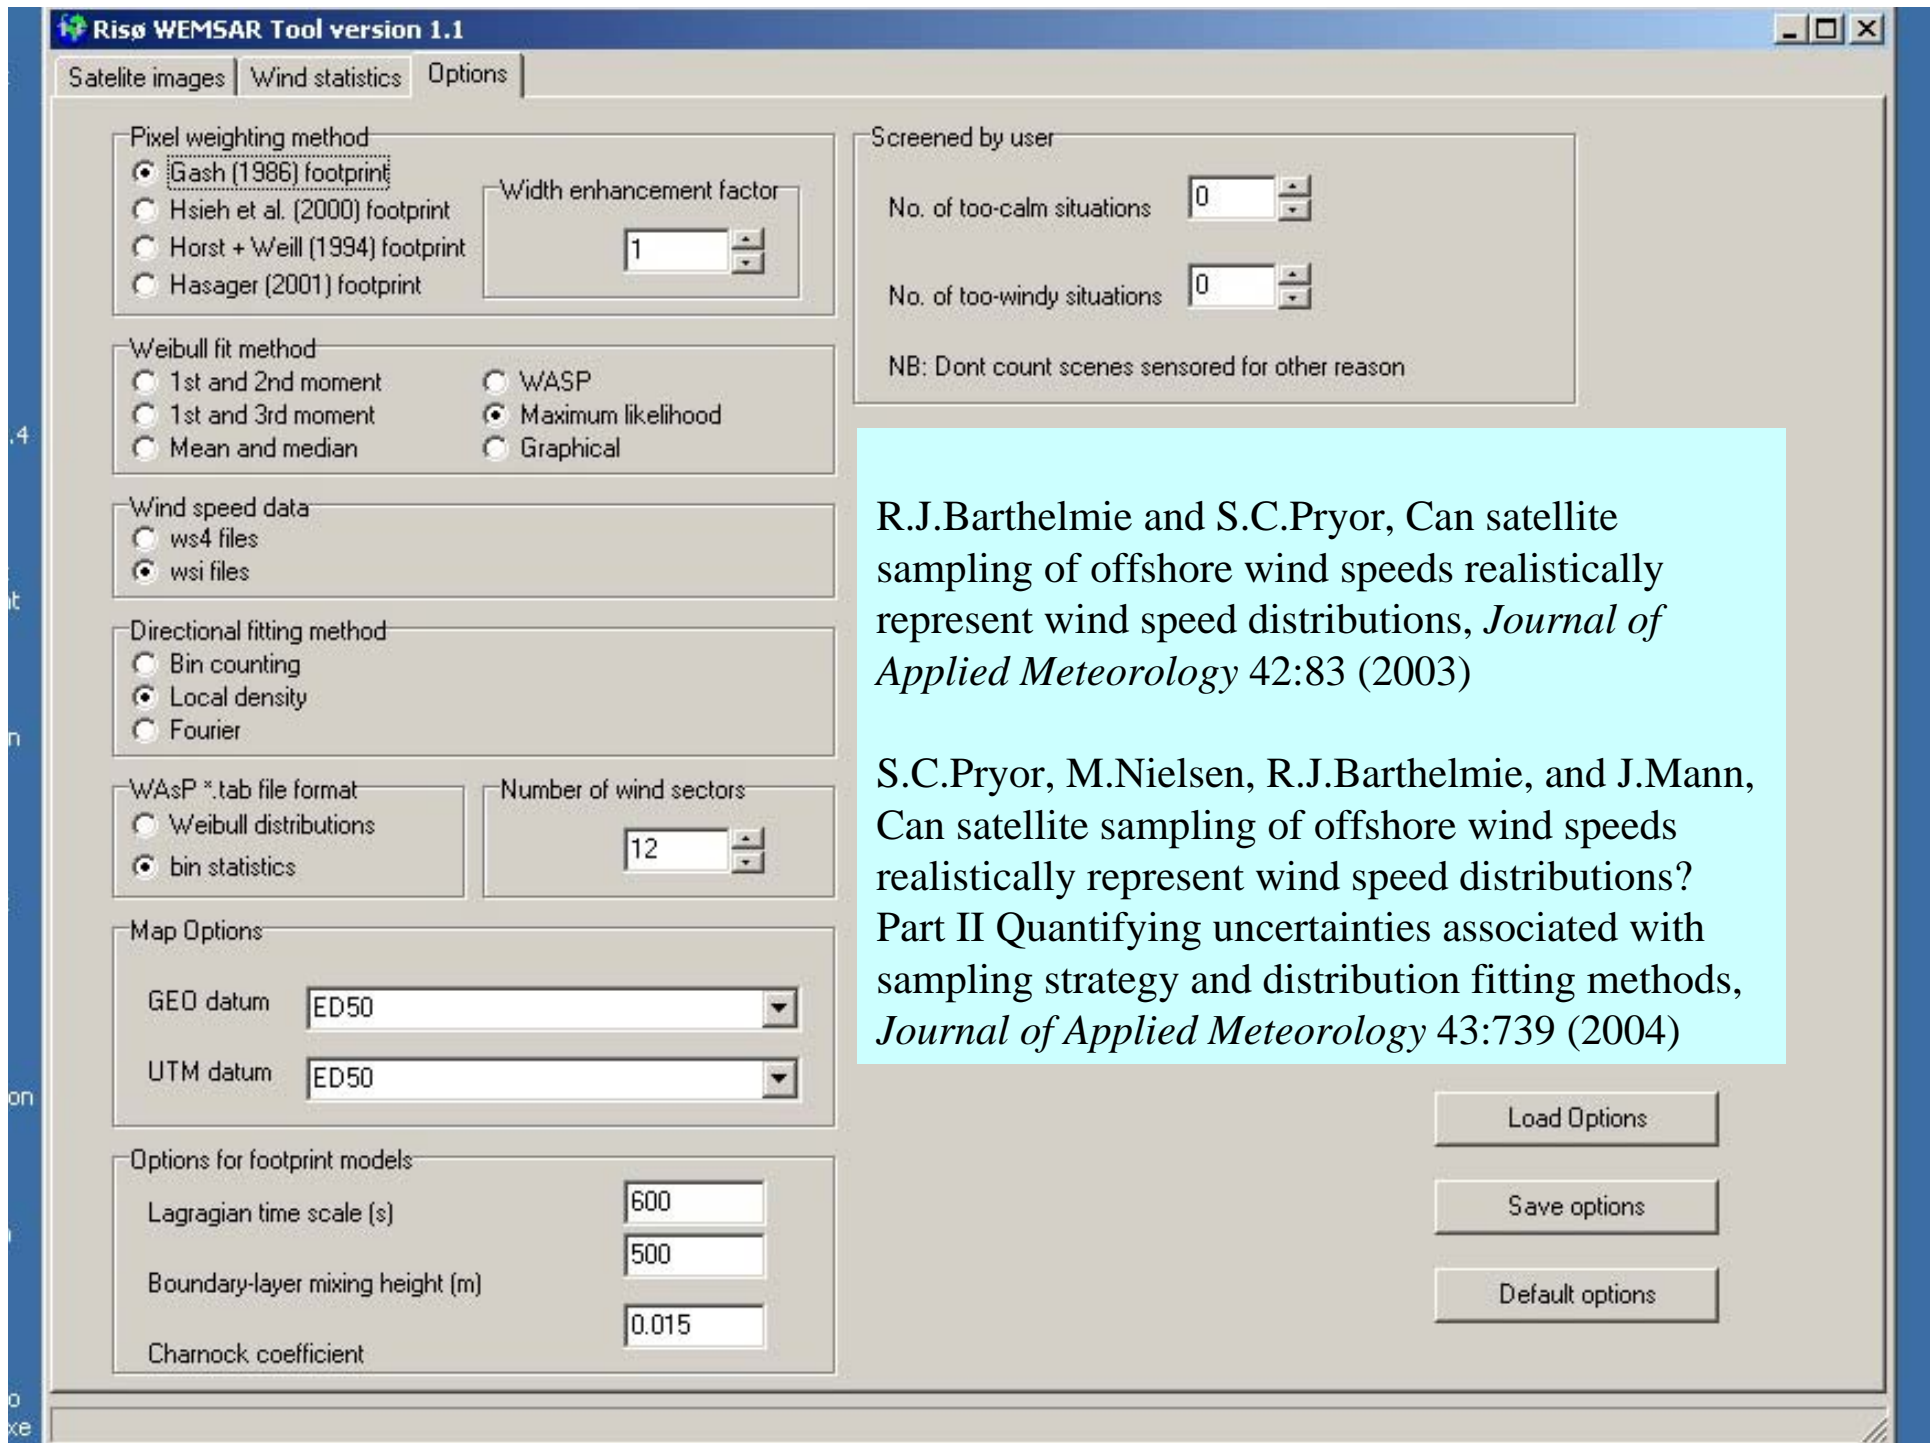 Risø WEMSAR Tool version 1.1
Satelite images
Wind statistics
Options
Pixel weighting method
Gash (1986) footprint
Hsieh et al. (2000) footprint
Horst + Weill (1994) footprint
Hasager (2001) footprint
Width enhancement factor
1
Weibull fit method
1st and 2nd moment
1st and 3rd moment
Mean and median
WASP
Maximum likelihood
Graphical
Wind speed data
ws4 files
wsi files
Directional fitting method
Bin counting
Local density
Fourier
WAsP *.tab file format
Weibull distributions
bin statistics
Number of wind sectors
12
Map Options
GEO datum
ED50
UTM datum
ED50
Options for footprint models
Lagragian time scale (s)
600
Boundary-layer mixing height (m)
500
Charnock coefficient
0.015
Screened by user
No. of too-calm situations
0
No. of too-windy situations
0
NB: Dont count scenes sensored for other reason
R.J.Barthelmie and S.C.Pryor, Can satellite
sampling of offshore wind speeds realistically
represent wind speed distributions, Journal of
Applied Meteorology 42:83 (2003)
S.C.Pryor, M.Nielsen, R.J.Barthelmie, and J.Mann,
Can satellite sampling of offshore wind speeds
realistically represent wind speed distributions?
Part II Quantifying uncertainties associated with
sampling strategy and distribution fitting methods,
Journal of Applied Meteorology 43:739 (2004)
Load Options
Save options
Default options
.4
n
on
o
xe